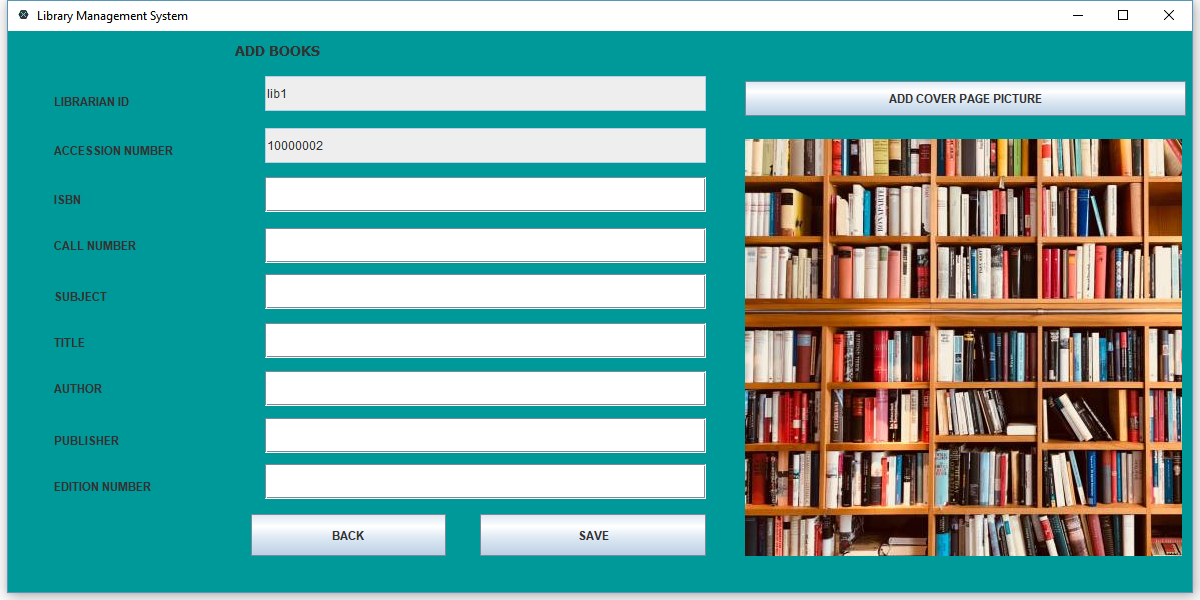 Library Management System
ADD BOOKS
LIBRARIAN ID
lib1
ADD COVER PAGE PICTURE
ACCESSION NUMBER
10000002
ISBN
CALL NUMBER
SUBJECT
TITLE
AUTHOR
PUBLISHER
EDITION NUMBER
BACK
SAVE
BONAPARTE